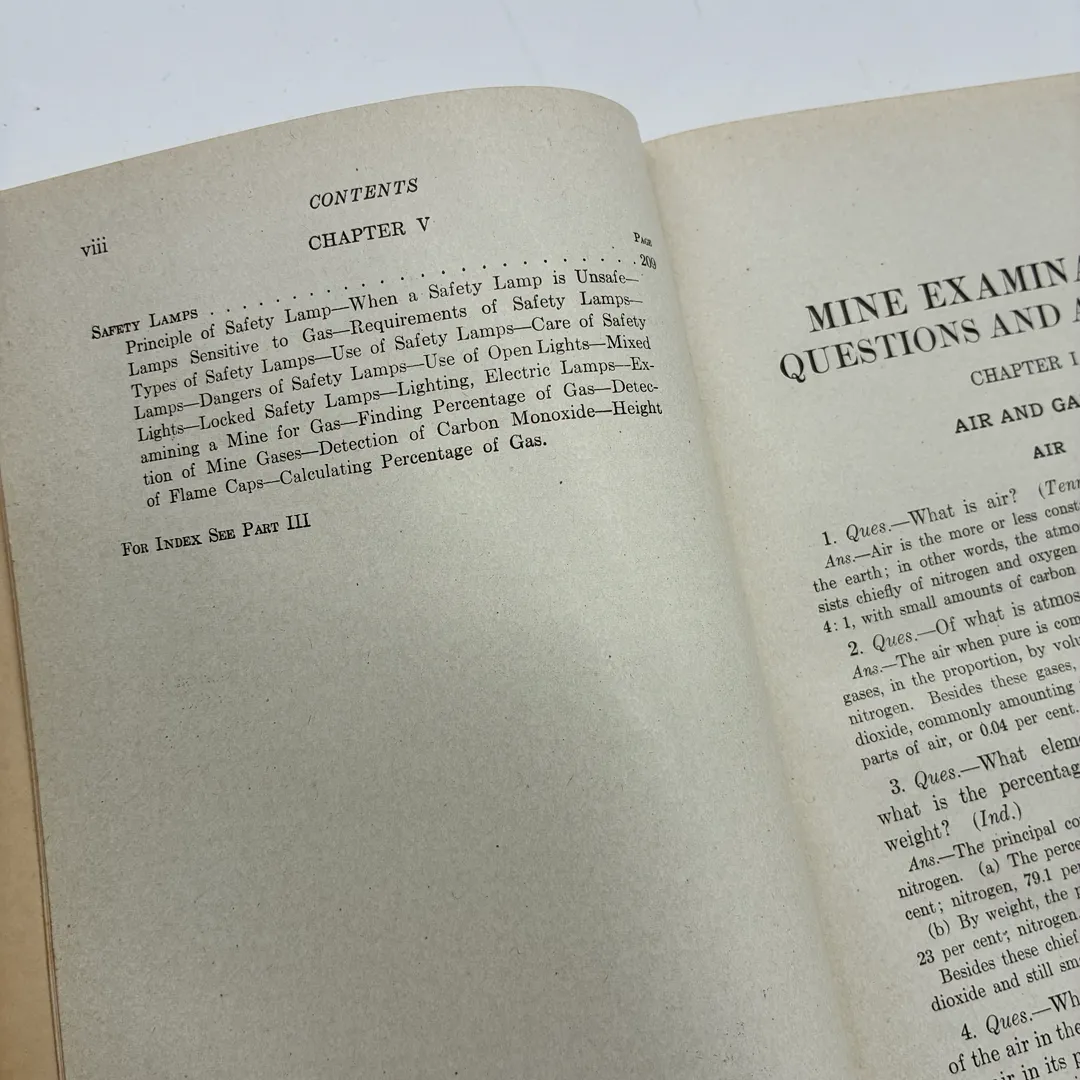 viii
CONTENTS
CHAPTER V
PAGE
SAFETY LAMPS . . . . . . . . . . . . . . . . . . 209
Principle of Safety Lamp—When a Safety Lamp is Unsafe—
Lamps Sensitive to Gas—Requirements of Safety Lamps—
Types of Safety Lamps—Use of Safety Lamps—Care of Safety
Lamps—Dangers of Safety Lamps—Use of Open Lights—Mixed
Lights—Locked Safety Lamps—Lighting, Electric Lamps—Ex-
amining a Mine for Gas—Finding Percentage of Gas—Detec-
tion of Mine Gases—Detection of Carbon Monoxide—Height
of Flame Caps—Calculating Percentage of Gas.
FOR INDEX SEE PART III
MINE EXAMINA
QUESTIONS AND A
CHAPTER I
AIR AND GA
AIR
1. Ques.—What is air? (Tenn
Ans.—Air is the more or less const
the earth; in other words, the atmo
sists chiefly of nitrogen and oxygen
4:1, with small amounts of carbon
2. Ques.—Of what is atmos
Ans.—The air when pure is com
gases, in the proportion, by volu
nitrogen. Besides these gases,
dioxide, commonly amounting
parts of air, or 0.04 per cent.
3. Ques.—What eleme
what is the percentag
weight? (Ind.)
Ans.—The principal co
nitrogen. (a) The perce
cent; nitrogen, 79.1 per
(b) By weight, the p
23 per cent; nitrogen,
Besides these chief
dioxide and still sm
4. Ques.—Wh
of the air in the
air in its p